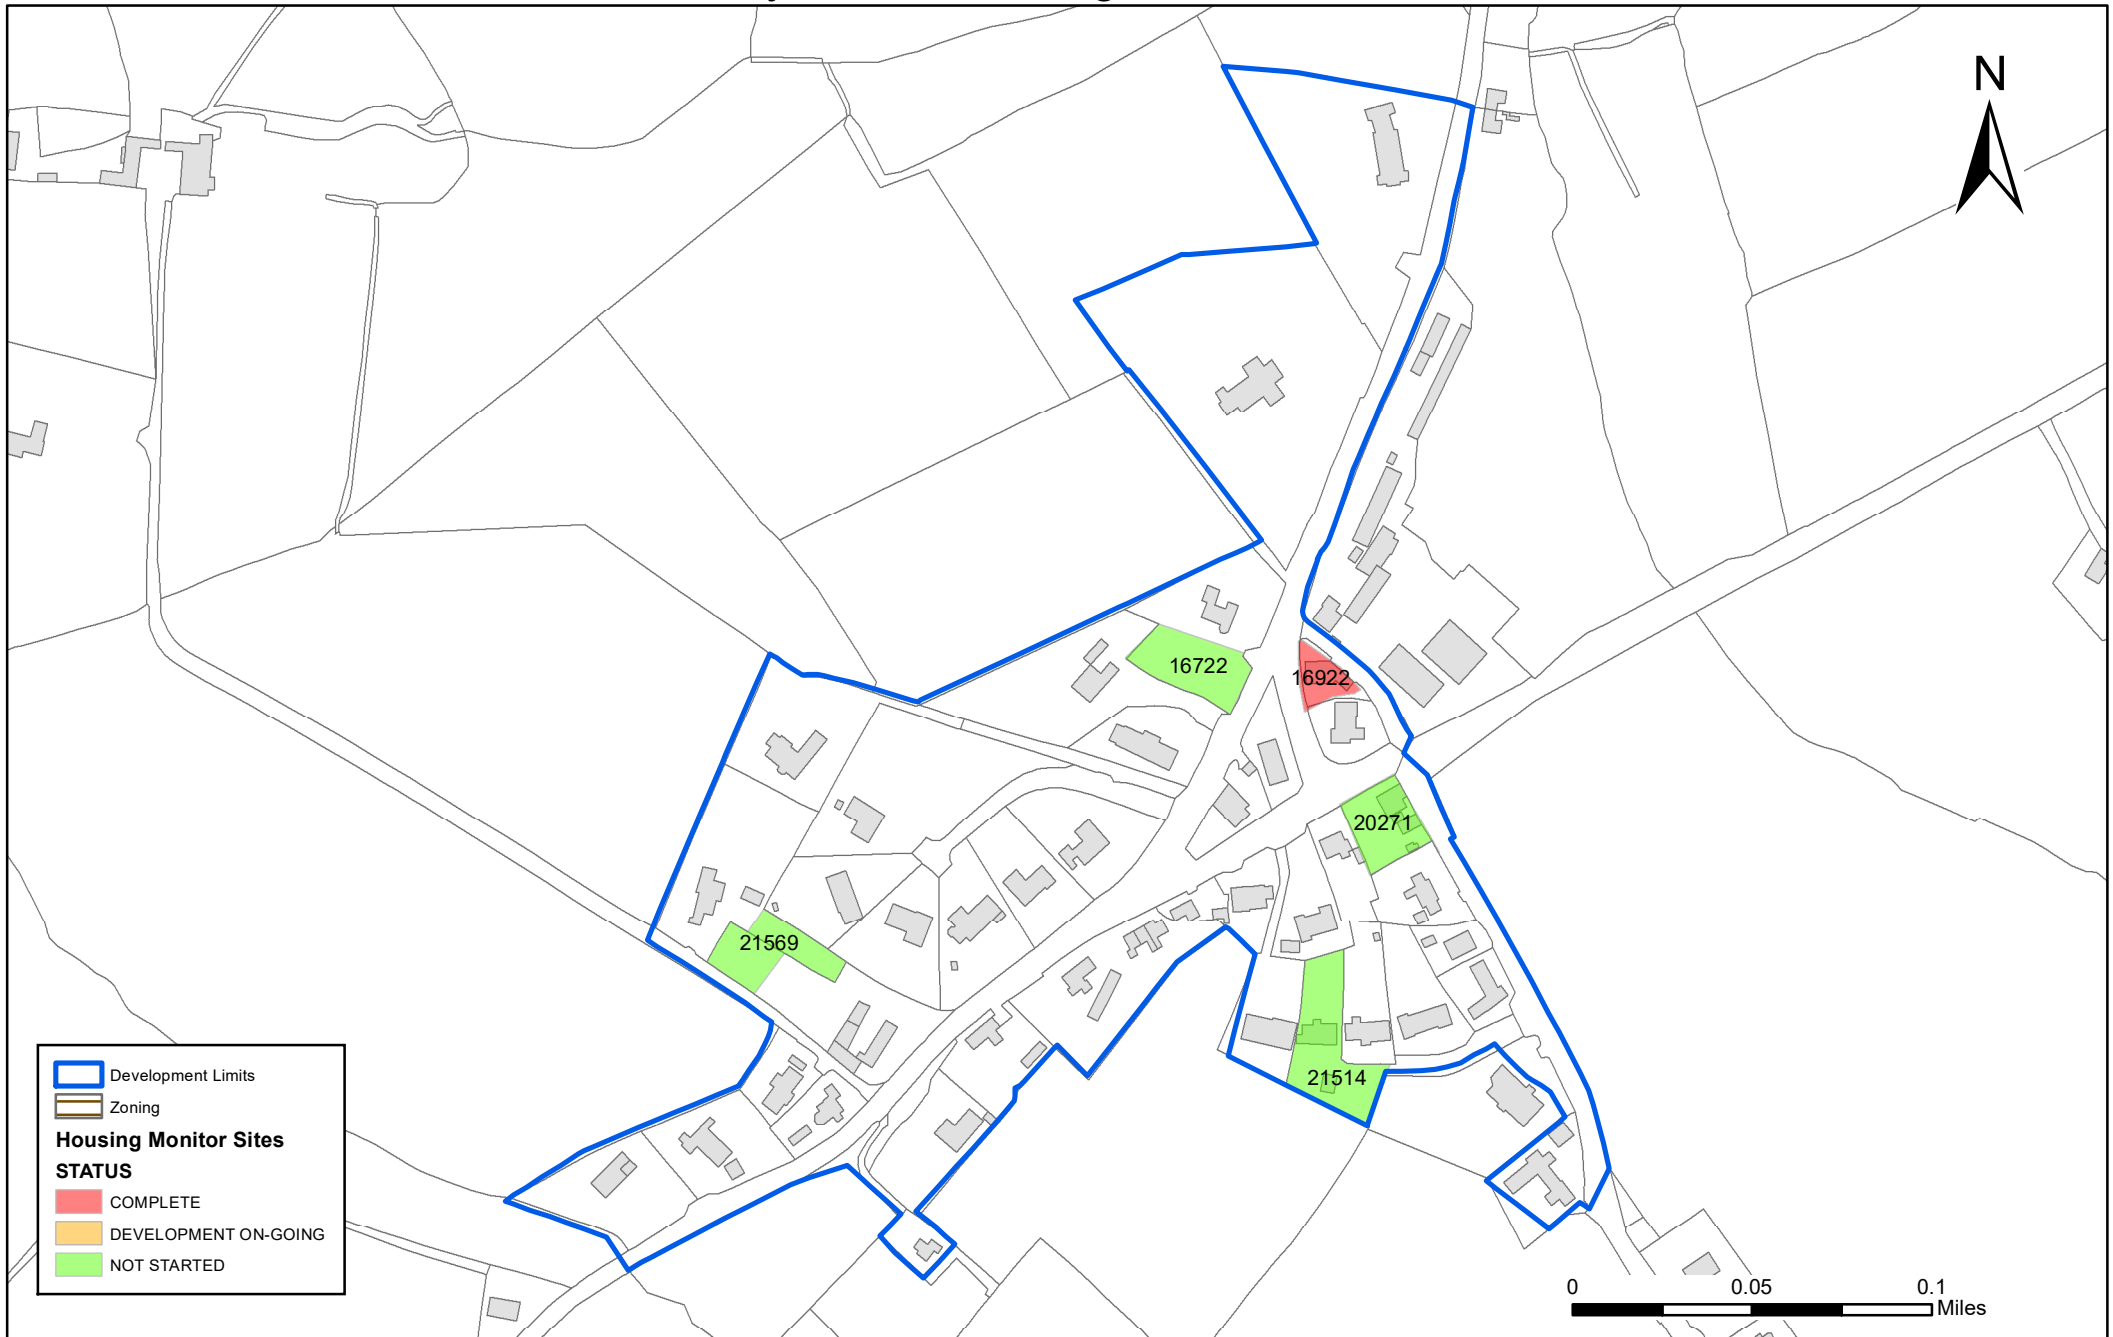 N
16722
16922
20271
21569
21514
Development Limits
Zoning
Housing Monitor Sites
STATUS
COMPLETE
DEVELOPMENT ON-GOING
NOT STARTED
0 0.05 0.1
Miles